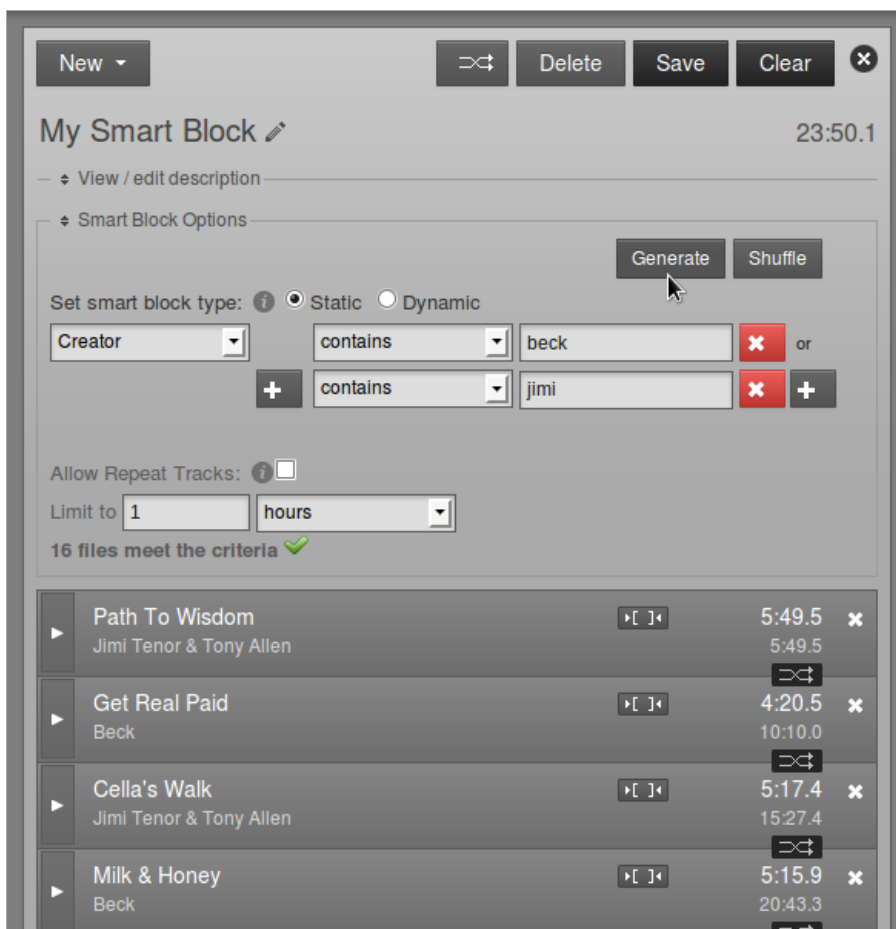 New Delete Save Clear
My Smart Block 23:50.1
View / edit description
Smart Block Options
Generate Shuffle
Set smart block type: i Static Dynamic
Creator contains beck or
contains jimi
Allow Repeat Tracks: i
Limit to 1 hours
16 files meet the criteria
Path To Wisdom 5:49.5
Jimi Tenor & Tony Allen 5:49.5
Get Real Paid 4:20.5
Beck 10:10.0
Cella's Walk 5:17.4
Jimi Tenor & Tony Allen 15:27.4
Milk & Honey 5:15.9
Beck 20:43.3